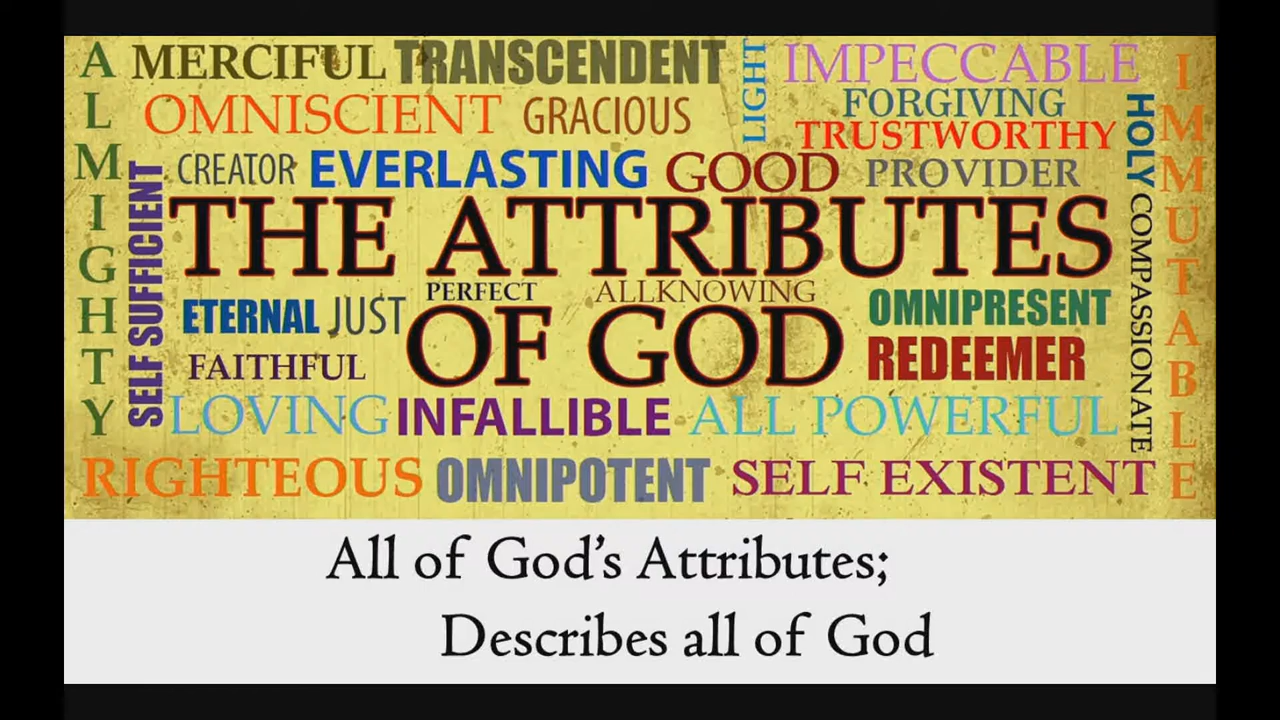 ALMIGHTY
MERCIFUL TRANSCENDENT
LIGHT
IMPECCABLE
IMMUTABLE
OMNISCIENT GRACIOUS
FORGIVING
TRUSTWORTHY
HOLY COMPASSIONATE
CREATOR EVERLASTING GOOD PROVIDER
SELF SUFFICIENT
THE ATTRIBUTES
PERFECT ALLKNOWING
ETERNAL JUST
OMNIPRESENT
OF GOD
FAITHFUL
REDEEMER
LOVING INFALLIBLE ALL POWERFUL
RIGHTEOUS OMNIPOTENT SELF EXISTENT
All of God's Attributes;
Describes all of God